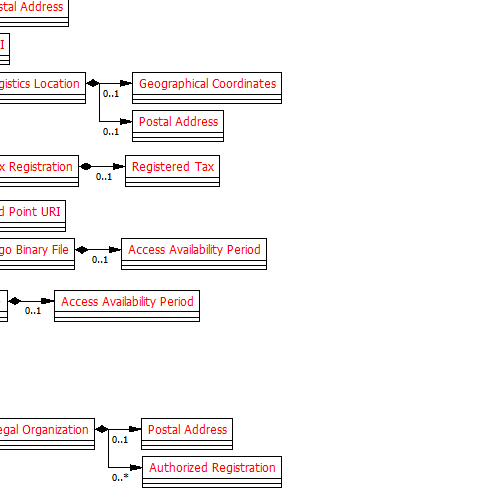 stal Address
I
gistics Location
Geographical Coordinates
0..1
Postal Address
0..1
x Registration
Registered Tax
0..1
d Point URI
go Binary File
Access Availability Period
0..1
Access Availability Period
0..1
egal Organization
Postal Address
0..1
Authorized Registration
0..*